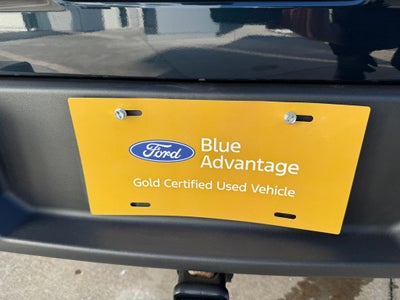 Ford
Blue
Advantage
Gold Certified Used Vehicle